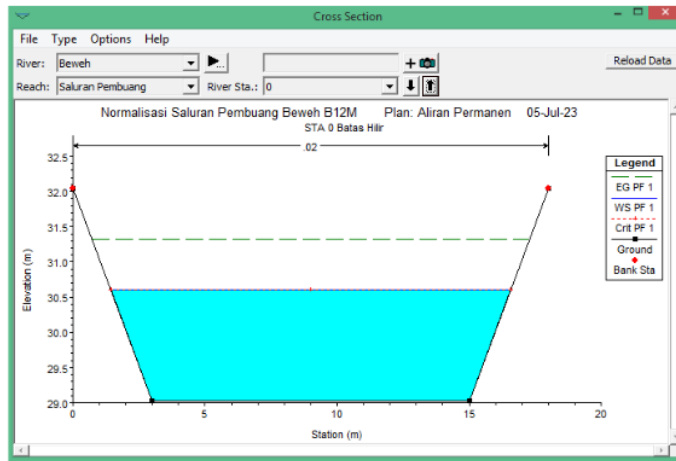 Cross Section
File Type Options Help
River: Beweh
Reload Data
Reach: Saluran Pembuang River Sta.: 0
Normalisasi Saluran Pembuang Beweh B12M Plan: Aliran Permanen 05-Jul-23
STA 0 Batas Hilir
.02
32.5
32.0
31.5
31.0
30.5
30.0
29.5
29.0
Elevation (m)
0 5 10 15 20
Station (m)
Legend
EG PF 1
WS PF 1
Crit PF 1
Ground
Bank Sta